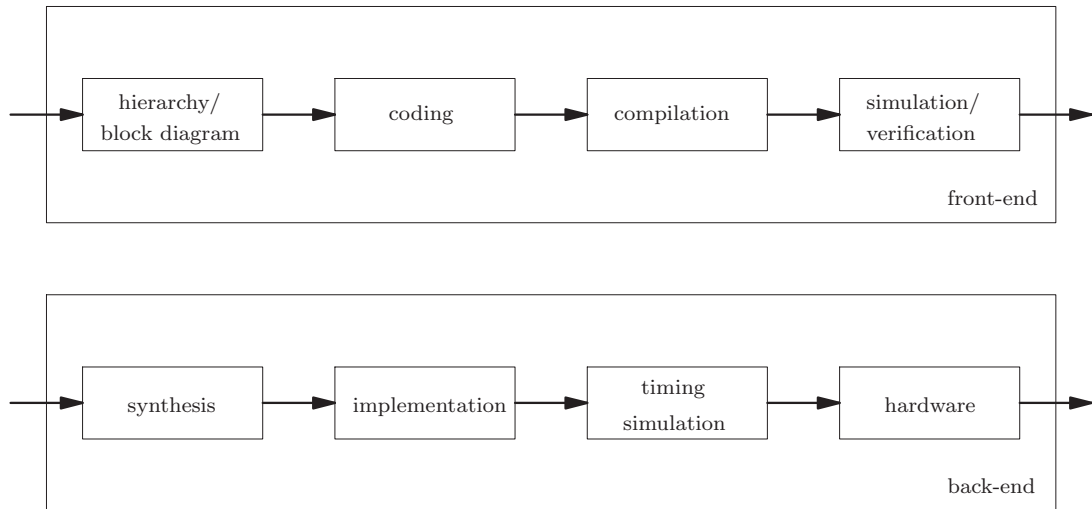 hierarchy/
block diagram
coding
compilation
simulation/
verification
front-end
synthesis
implementation
timing
simulation
hardware
back-end